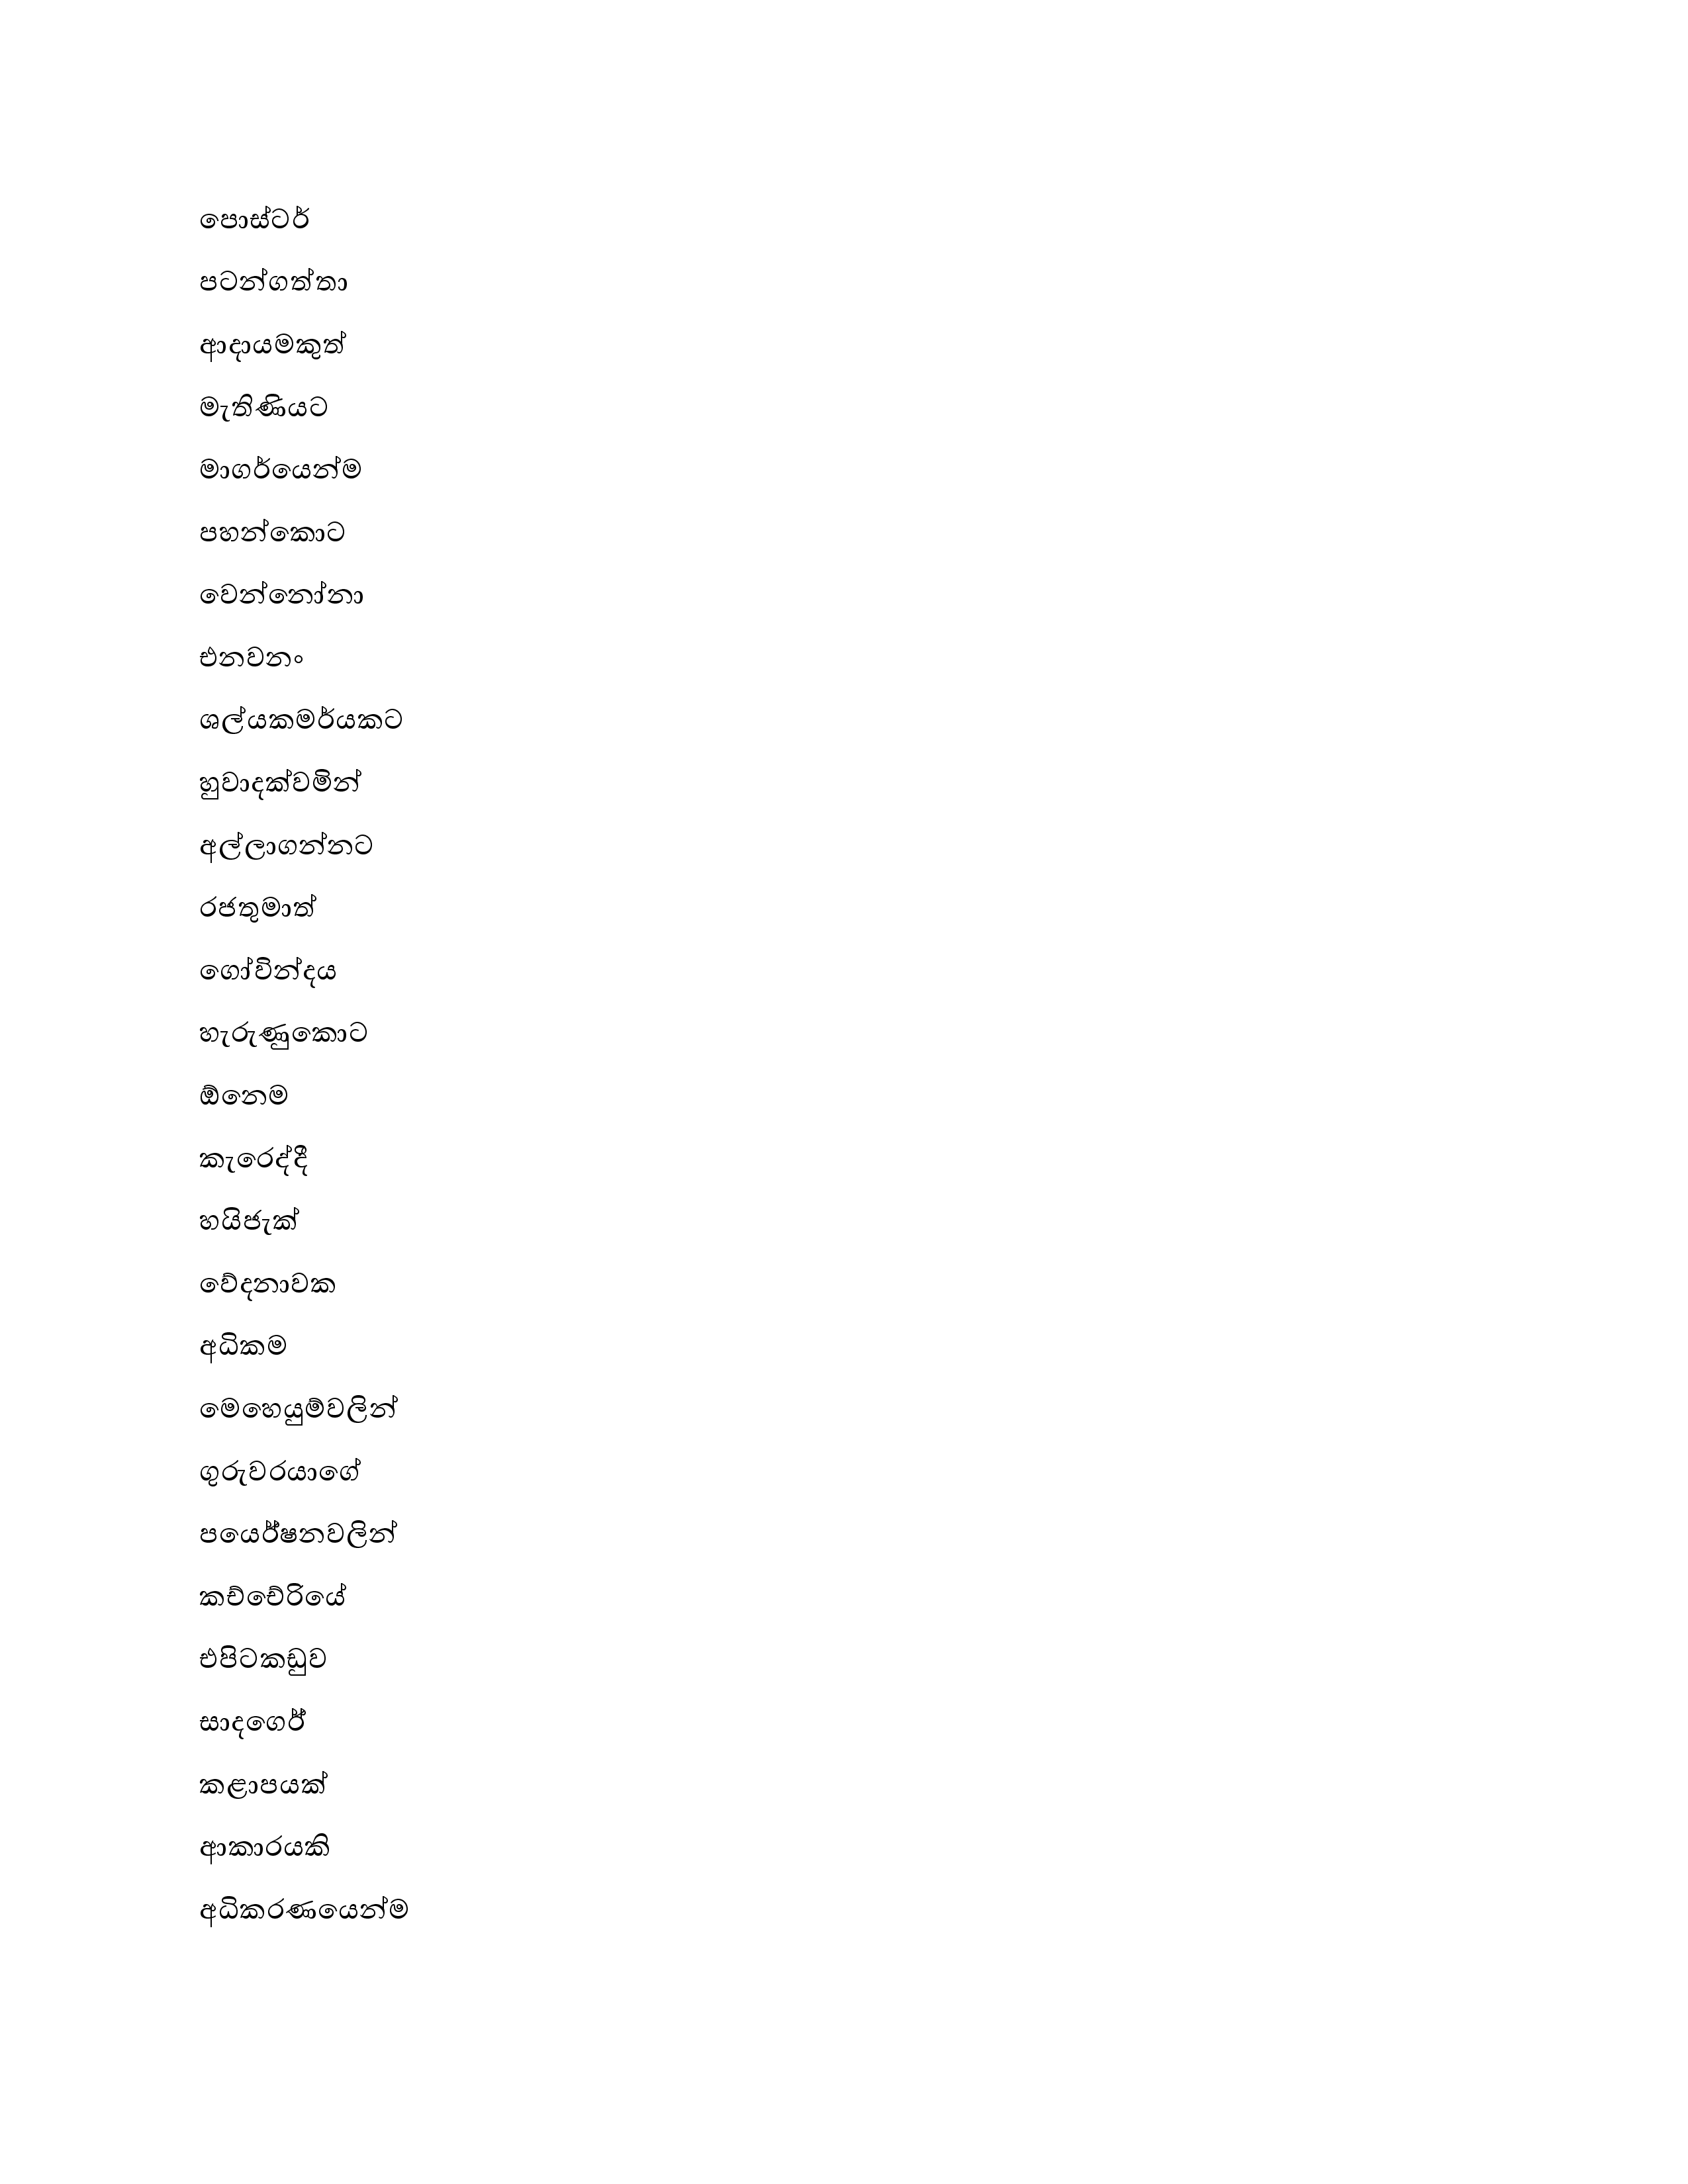 පොස්ටර්
පටන්ගත්තා
ආදායමකුත්
මැතිණියට
මාගර්යෙන්ම
පහන්කොට
වෙන්නෝනා
එනවනං
ශල්යකමර්යකට
හුවාදක්වමින්
අල්ලාගන්නට
රජතුමාත්
ගෝවින්දය
හැරුණුකොට
ඕනෙම
කැරෙද්දී
හයිජැක්
වේදනාවක
අධිකම
මෙහෙයුම්වලින්
ගුරුවරයාගේ
පයෙර්ෂනවලින්
කච්චේරියේ
එපිටකඩුව
සාදගෙර්
කළාපයක්
ආකාරයකි
අධිකරණයෙන්ම